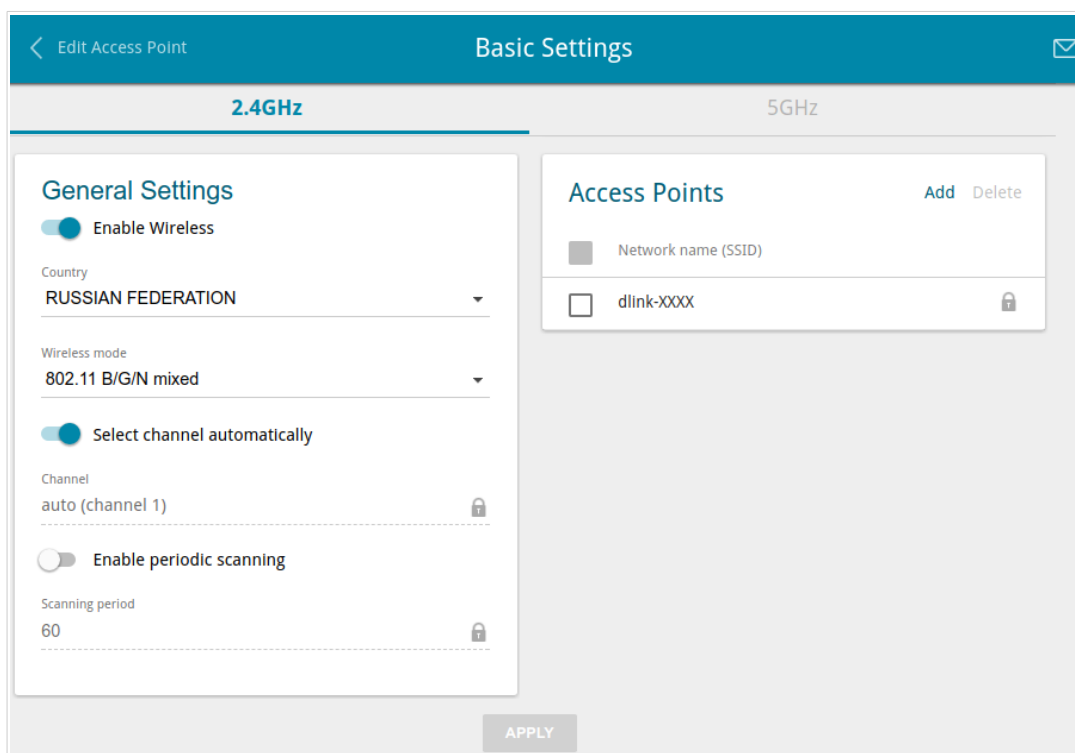 Edit Access Point
Basic Settings
2.4GHz
5GHz
General Settings
Enable Wireless
Country
RUSSIAN FEDERATION
Wireless mode
802.11 B/G/N mixed
Select channel automatically
Channel
auto (channel 1)
Enable periodic scanning
Scanning period
60
Access Points
Add Delete
Network name (SSID)
dlink-XXXX
APPLY